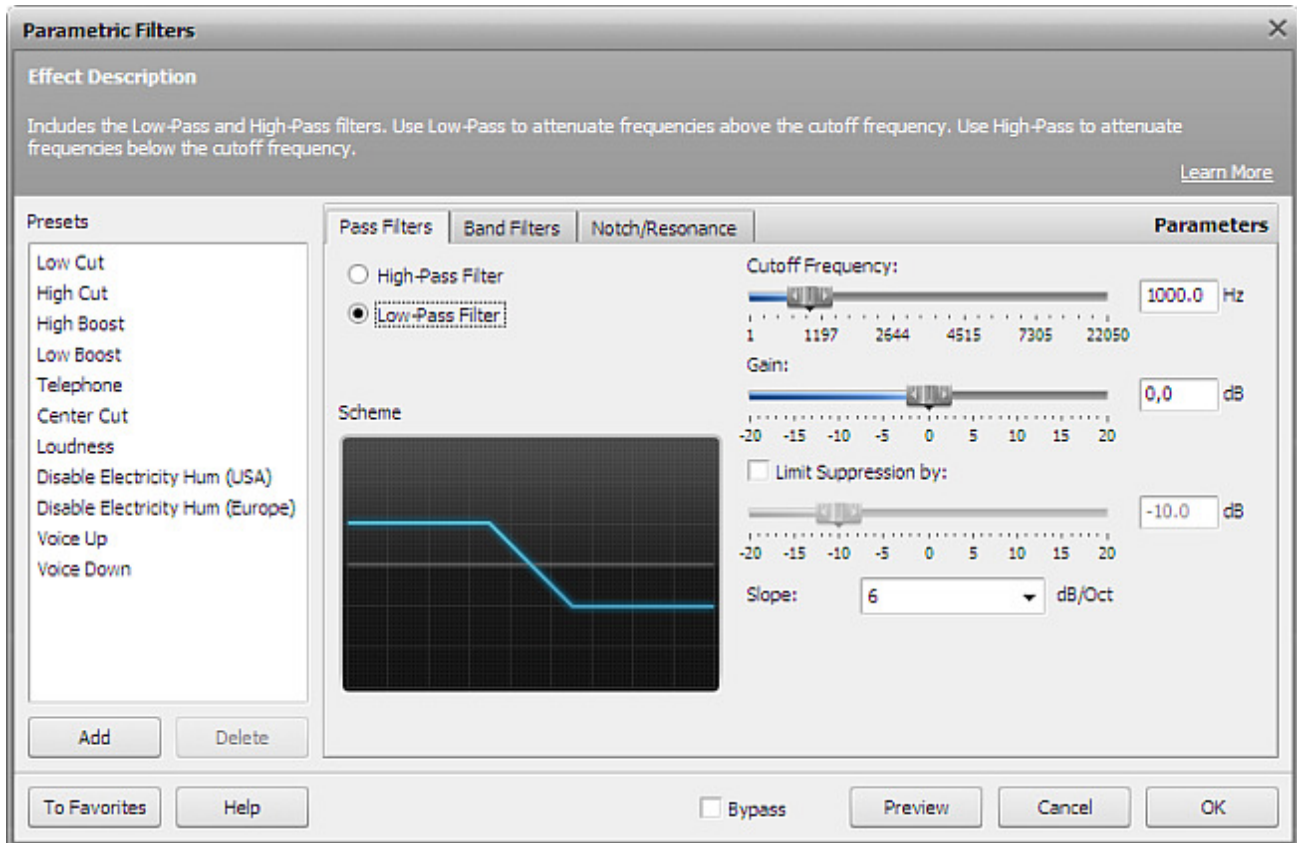 Parametric Filters
Effect Description
Includes the Low-Pass and High-Pass filters. Use Low-Pass to attenuate frequencies above the cutoff frequency. Use High-Pass to attenuate
frequencies below the cutoff frequency.
Learn More
Presets
Low Cut
High Cut
High Boost
Low Boost
Telephone
Center Cut
Loudness
Disable Electricity Hum (USA)
Disable Electricity Hum (Europe)
Voice Up
Voice Down
Add Delete
Pass Filters Band Filters Notch/Resonance Parameters
High-Pass Filter
Low-Pass Filter
Scheme
Cutoff Frequency:
1000.0 Hz
1 1197 2644 4515 7305 22050
Gain:
0,0 dB
-20 -15 -10 -5 0 5 10 15 20
Limit Suppression by:
-10.0 dB
-20 -15 -10 -5 0 5 10 15 20
Slope: 6 dB/Oct
To Favorites Help Bypass Preview Cancel OK